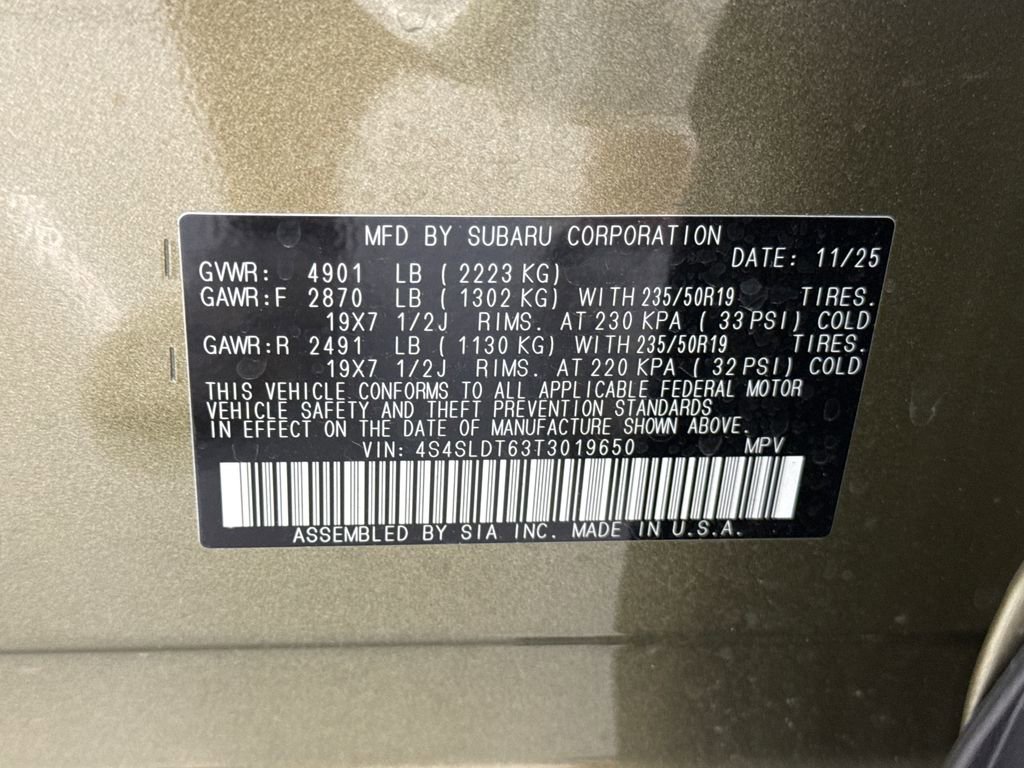 MFD BY SUBARU CORPORATION
DATE: 11/25
GVWR: 4901 LB ( 2223 KG)
GAWR:F 2870 LB ( 1302 KG) WITH 235/50R19 TIRES.
19X7 1/2J RIMS. AT 230 KPA ( 33 PSI) COLD
GAWR:R 2491 LB ( 1130 KG) WITH 235/50R19 TIRES.
19X7 1/2J RIMS. AT 220 KPA ( 32 PSI) COLD
THIS VEHICLE CONFORMS TO ALL APPLICABLE FEDERAL MOTOR
VEHICLE SAFETY AND THEFT PREVENTION STANDARDS
IN EFFECT ON THE DATE OF MANUFACTURE SHOWN ABOVE.
VIN: 4S4SLDT63T3019650 MPV
ASSEMBLED BY SIA INC. MADE IN U.S.A.